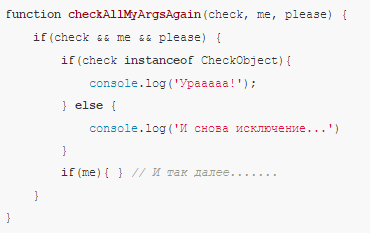 function checkAllMyArgsAgain(check, me, please) {
    if(check && me && please) {
        if(check instanceof CheckObject){
            console.log('Урааааа!');
        } else {
            console.log('И снова исключение...')
        }
        if(me){ } // И так далее.......
    }
}